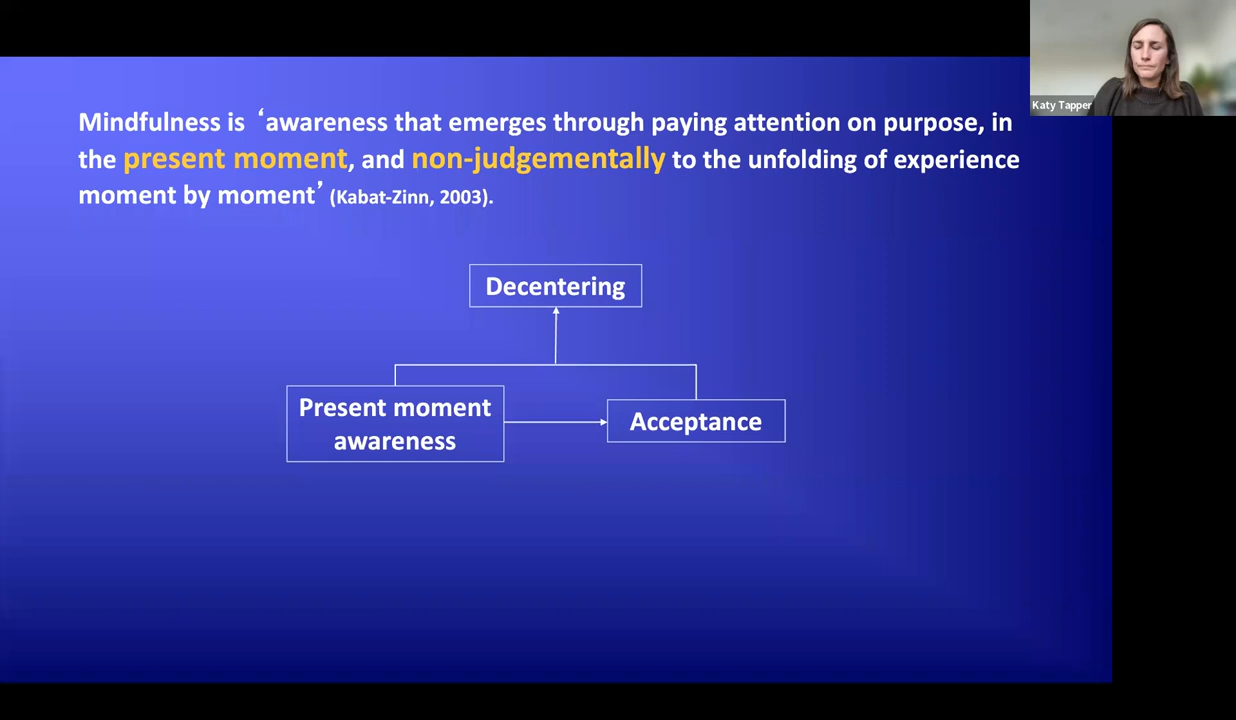 Mindfulness is ‘awareness that emerges through paying attention on purpose, in
the present moment, and non-judgementally to the unfolding of experience
moment by moment’ (Kabat-Zinn, 2003).
Katy Tapper
Decentering
Present moment
awareness
Acceptance